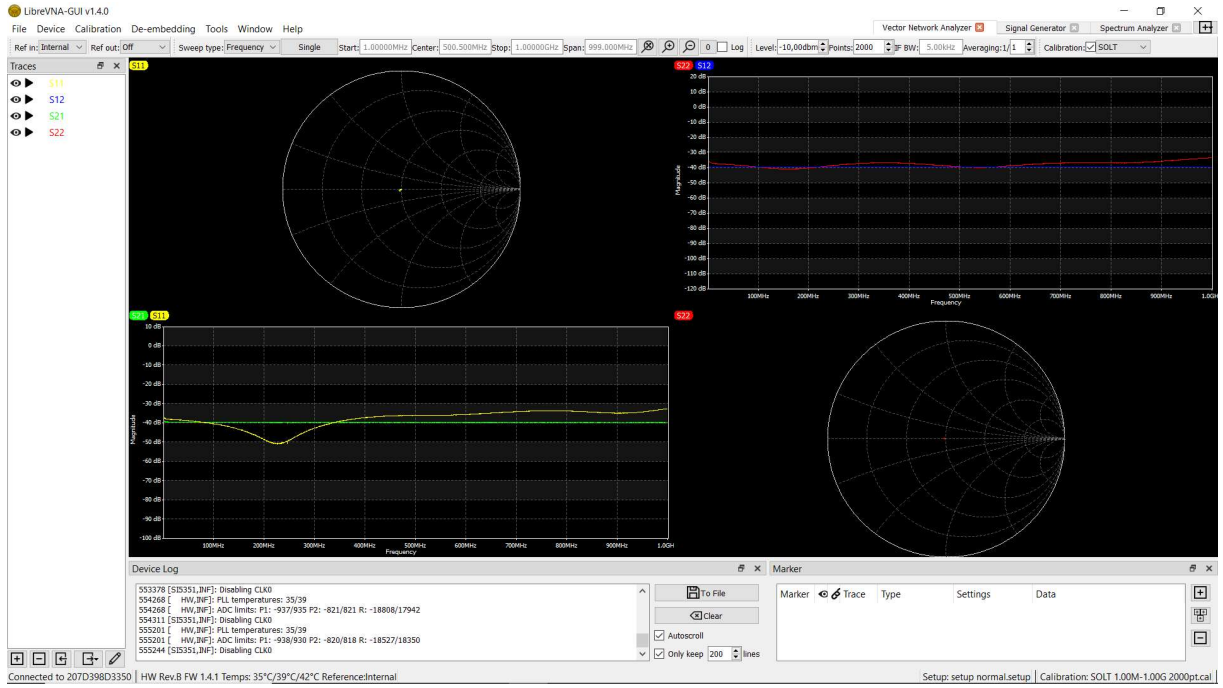 LibreVNA-GUI v1.4.0
File Device Calibration De-embedding Tools Window Help
Vector Network Analyzer Signal Generator Spectrum Analyzer
Ref in: Internal Ref out: Off Sweep type: Frequency Single Start: 1.00000MHz Center: 500.500MHz Stop: 1.00000GHz Span: 999.000MHz 0 Log Level: -10,00dbm Points: 2000 IF BW: 5.00kHz Averaging:1/ 1 Calibration: SOLT
Traces
S11
S12
S21
S22
S11
S22 S12
20 dB
0 dB
-10 dB
-20 dB
-30 dB
-40 dB
-50 dB
-60 dB
-70 dB
-80 dB
-90 dB
-100 dB
-110 dB
-120 dB
Magnitude
100MHz 200MHz 300MHz 400MHz 500MHz 600MHz 700MHz 800MHz 900MHz 1.0GH
Frequency
S21 S11
10 dB
0 dB
-10 dB
-20 dB
-30 dB
-40 dB
-50 dB
-60 dB
-70 dB
-80 dB
-90 dB
-100 dB
Magnitude
100MHz 200MHz 300MHz 400MHz 500MHz 600MHz 700MHz 800MHz 900MHz 1.0GH
Frequency
S22
Device Log
553378 [SI5351,INF]: Disabling CLK0
554268 [ HW,INF]: PLL temperatures: 35/39
554268 [ HW,INF]: ADC limits: P1: -937/935 P2: -821/821 R: -18808/17942
554311 [SI5351,INF]: Disabling CLK0
555201 [ HW,INF]: PLL temperatures: 35/39
555201 [ HW,INF]: ADC limits: P1: -938/930 P2: -820/818 R: -18527/18350
555244 [SI5351,INF]: Disabling CLK0
To File
Clear
Autoscroll
Only keep 200 lines
Marker
Marker Trace Type Settings Data
Connected to 207D398D3350 HW Rev.B FW 1.4.1 Temps: 35°C/39°C/42°C Reference:Internal
Setup: setup normal.setup Calibration: SOLT 1.00M-1.00G 2000pt.cal